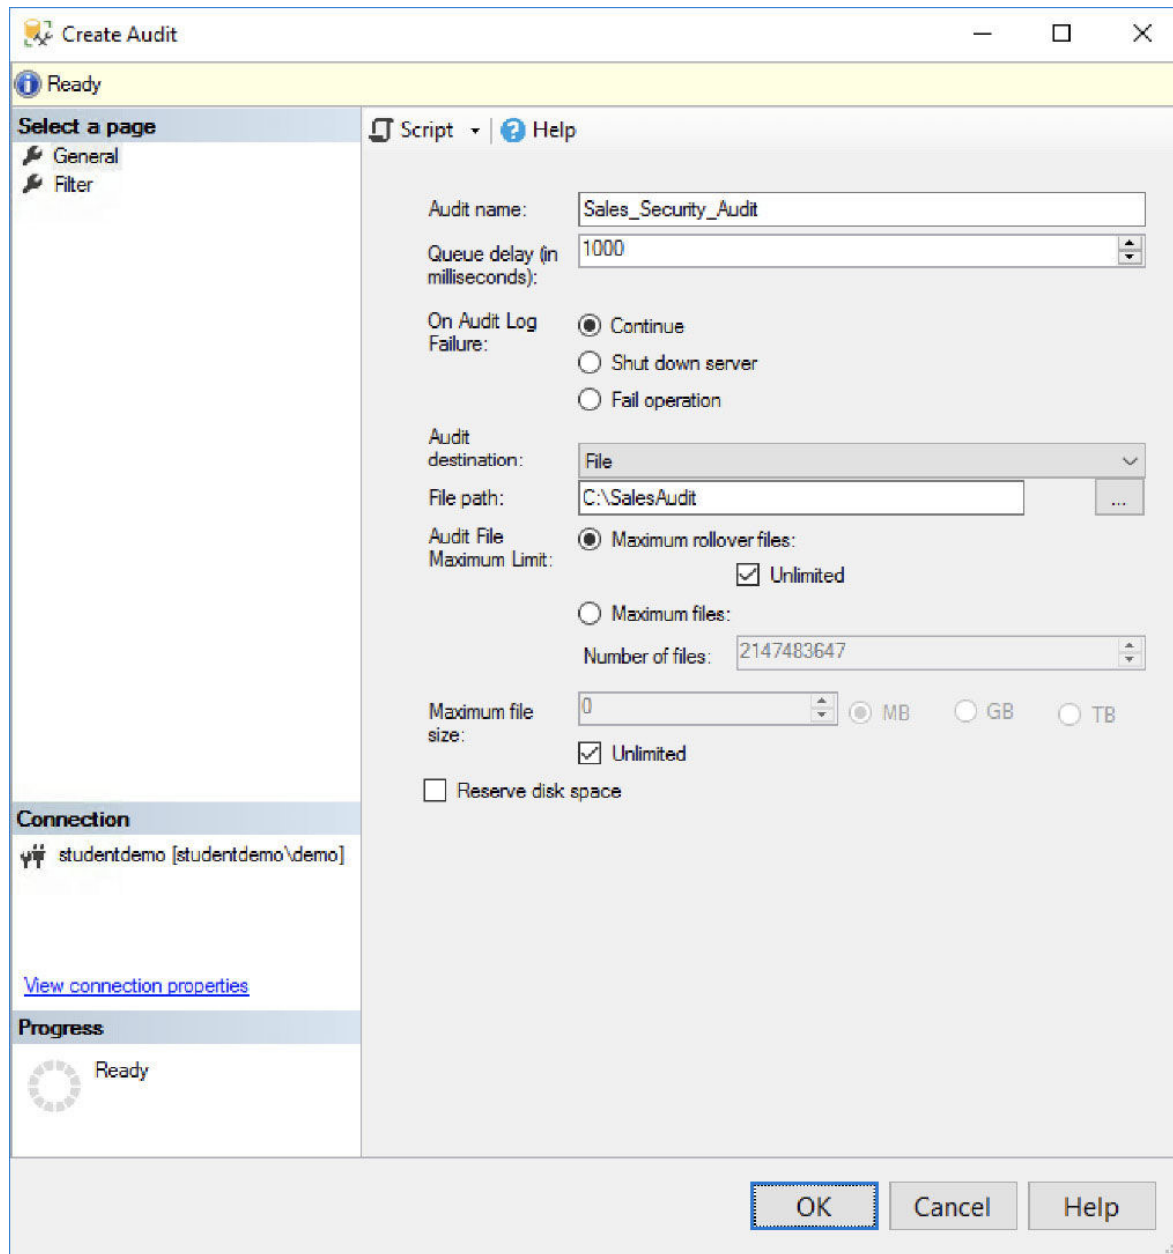 Create Audit
Ready
Select a page
General
Filter
Script
Help
Audit name:
Sales_Security_Audit
Queue delay (in
milliseconds):
1000
On Audit Log
Failure:
Continue
Shut down server
Fail operation
Audit
destination:
File
File path:
C:\SalesAudit
...
Audit File
Maximum Limit:
Maximum rollover files:
Unlimited
Maximum files:
Number of files:
2147483647
Maximum file
size:
0
MB
GB
TB
Unlimited
Reserve disk space
Connection
studentdemo [studentdemo\demo]
View connection properties
Progress
Ready
OK
Cancel
Help